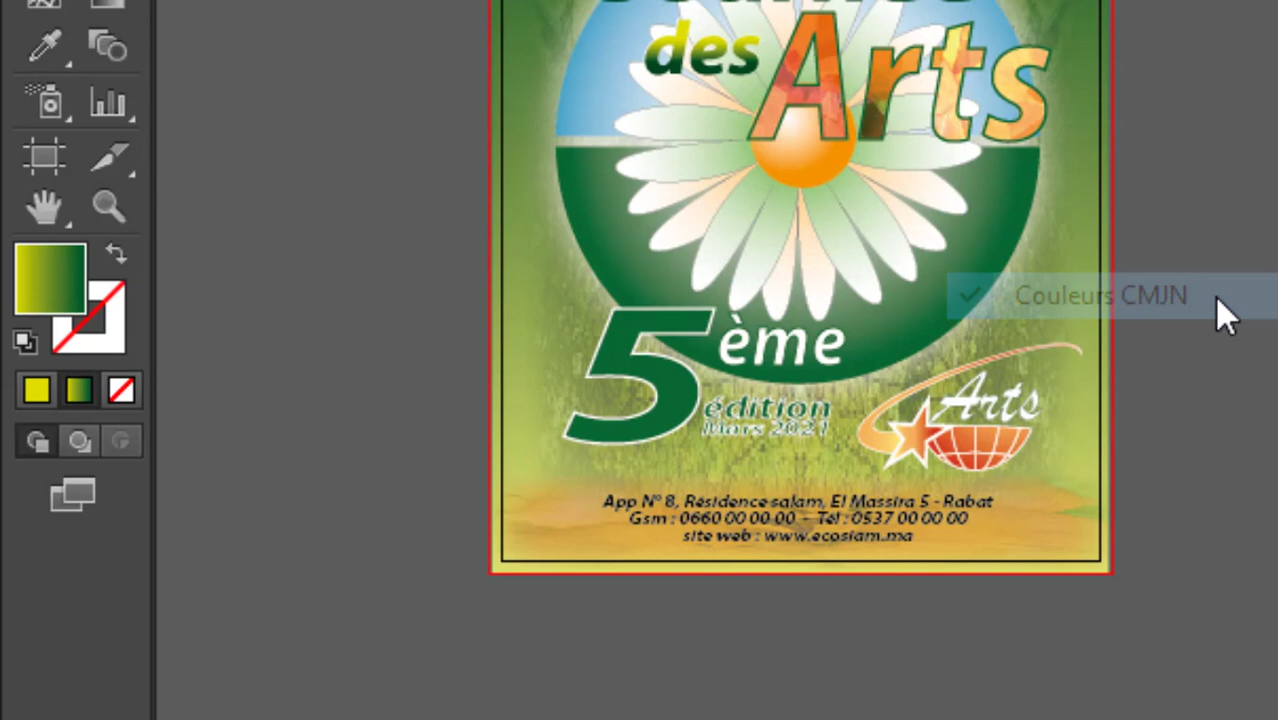 des Arts
Couleurs CMJN
5ème
édition
Mars 2021
Arts
App N° 8, Résidence salam, El Massira 5 - Rabat
Gsm : 0660 00 00 00 - Tél : 0537 00 00 00
site web : www.ecosiam.ma